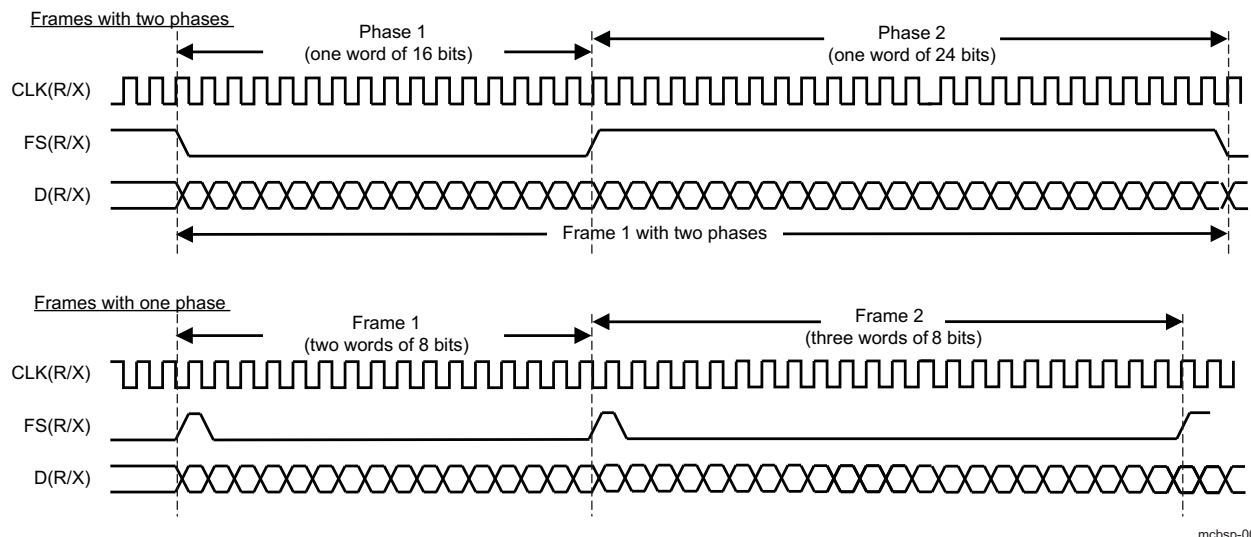 Frames with two phases
Phase 1
(one word of 16 bits)
Phase 2
(one word of 24 bits)
CLK(R/X)
FS(R/X)
D(R/X)
Frame 1 with two phases
Frames with one phase
Frame 1
(two words of 8 bits)
Frame 2
(three words of 8 bits)
CLK(R/X)
FS(R/X)
D(R/X)